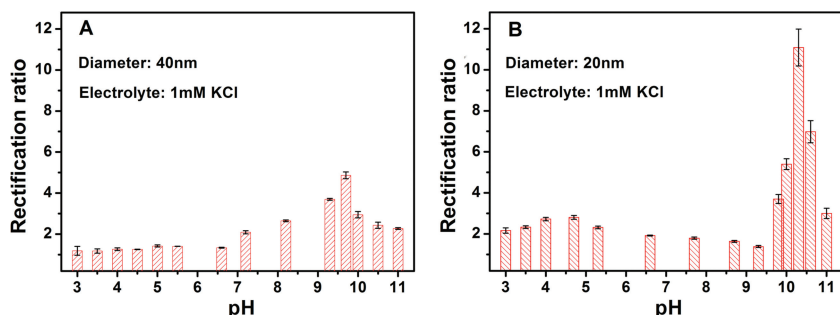 A
Diameter: 40nm
Electrolyte: 1mM KCl
Rectification ratio
12
10
8
6
4
2
3 4 5 6 7 8 9 10 11
pH
B
Diameter: 20nm
Electrolyte: 1mM KCl
Rectification ratio
12
10
8
6
4
2
3 4 5 6 7 8 9 10 11
pH